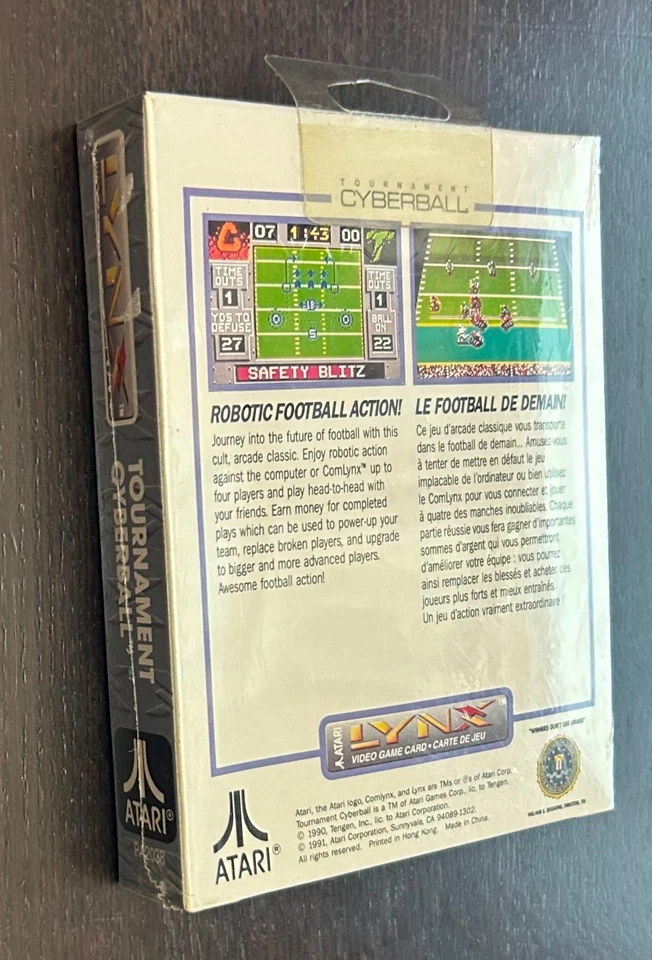 TOURNAMENT
CYBERBALL
07 1:43 00
TIME
OUTS
1
YDS TO
DEFUSE
27
TIME
OUTS
1
BALL
ON
22
SAFETY BLITZ
ROBOTIC FOOTBALL ACTION!
Journey into the future of football with this
cult, arcade classic. Enjoy robotic action
against the computer or ComLynx™ up to
four players and play head-to-head with
your friends. Earn money for completed
plays which can be used to power-up your
team, replace broken players, and upgrade
to bigger and more advanced players.
Awesome football action!
LE FOOTBALL DE DEMAIN!
Ce jeu d'arcade classique vous transporte
dans le football de demain... Amusez-vous
à tenter de mettre en défaut le jeu
implacable de l'ordinateur ou bien utilisez
le ComLynx pour vous connecter et jouer
à quatre des manches inoubliables. Chaque
partie réussie vous fera gagner d'importantes
sommes d'argent qui vous permettront
d'améliorer votre équipe : vous pourrez
ainsi remplacer les blessés et acheter des
joueurs plus forts et mieux entraînés.
Un jeu d'action vraiment extraordinaire !
ATARI LYNX™
VIDEO GAME CARD • CARTE DE JEU
"WINNERS DON'T USE DRUGS"
WILLIAM S. SESSIONS, DIRECTOR, FBI
ATARI®
Atari, the Atari logo, Comlynx, and Lynx are TMs or ®s of Atari Corp.
Tournament Cyberball is a TM of Atari Games Corp., lic. to Tengen.
© 1990, Tengen, Inc., lic. to Atari Corporation.
© 1991, Atari Corporation, Sunnyvale, CA 94089-1302.
All rights reserved. Printed in Hong Kong. Made in China.
LYNX™
TOURNAMENT
CYBERBALL
ATARI®